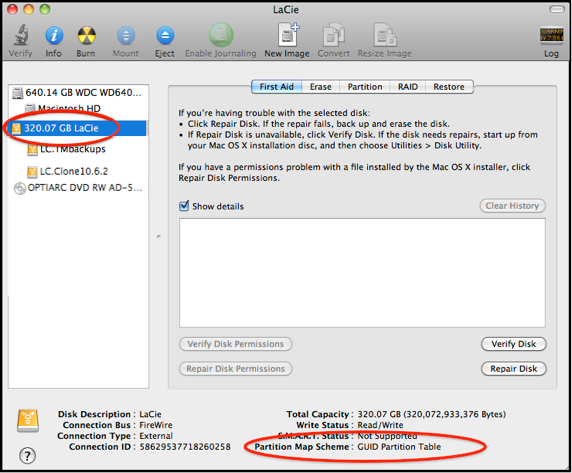 LaCie
Verify Info Burn Mount Eject Enable Journaling New Image Convert Resize Image Log
640.14 GB WDC WD640...
Macintosh HD
320.07 GB LaCie
LC.TMbackups
LC.Clone10.6.2
OPTIARC DVD RW AD-5...
First Aid Erase Partition RAID Restore
If you're having trouble with the selected disk:
• Click Repair Disk. If the repair fails, back up and erase the disk.
• If Repair Disk is unavailable, click Verify Disk. If the disk needs repairs, start up from
your Mac OS X installation disc, and then choose Utilities > Disk Utility.
If you have a permissions problem with a file installed by the Mac OS X installer, click
Repair Disk Permissions.
Show details
Clear History
Verify Disk Permissions Verify Disk
Repair Disk Permissions Repair Disk
Disk Description : LaCie Total Capacity : 320.07 GB (320,072,933,376 Bytes)
Connection Bus : FireWire Write Status : Read/Write
Connection Type : External S.M.A.R.T. Status : Not Supported
Connection ID : 58629537718260258 Partition Map Scheme : GUID Partition Table
?